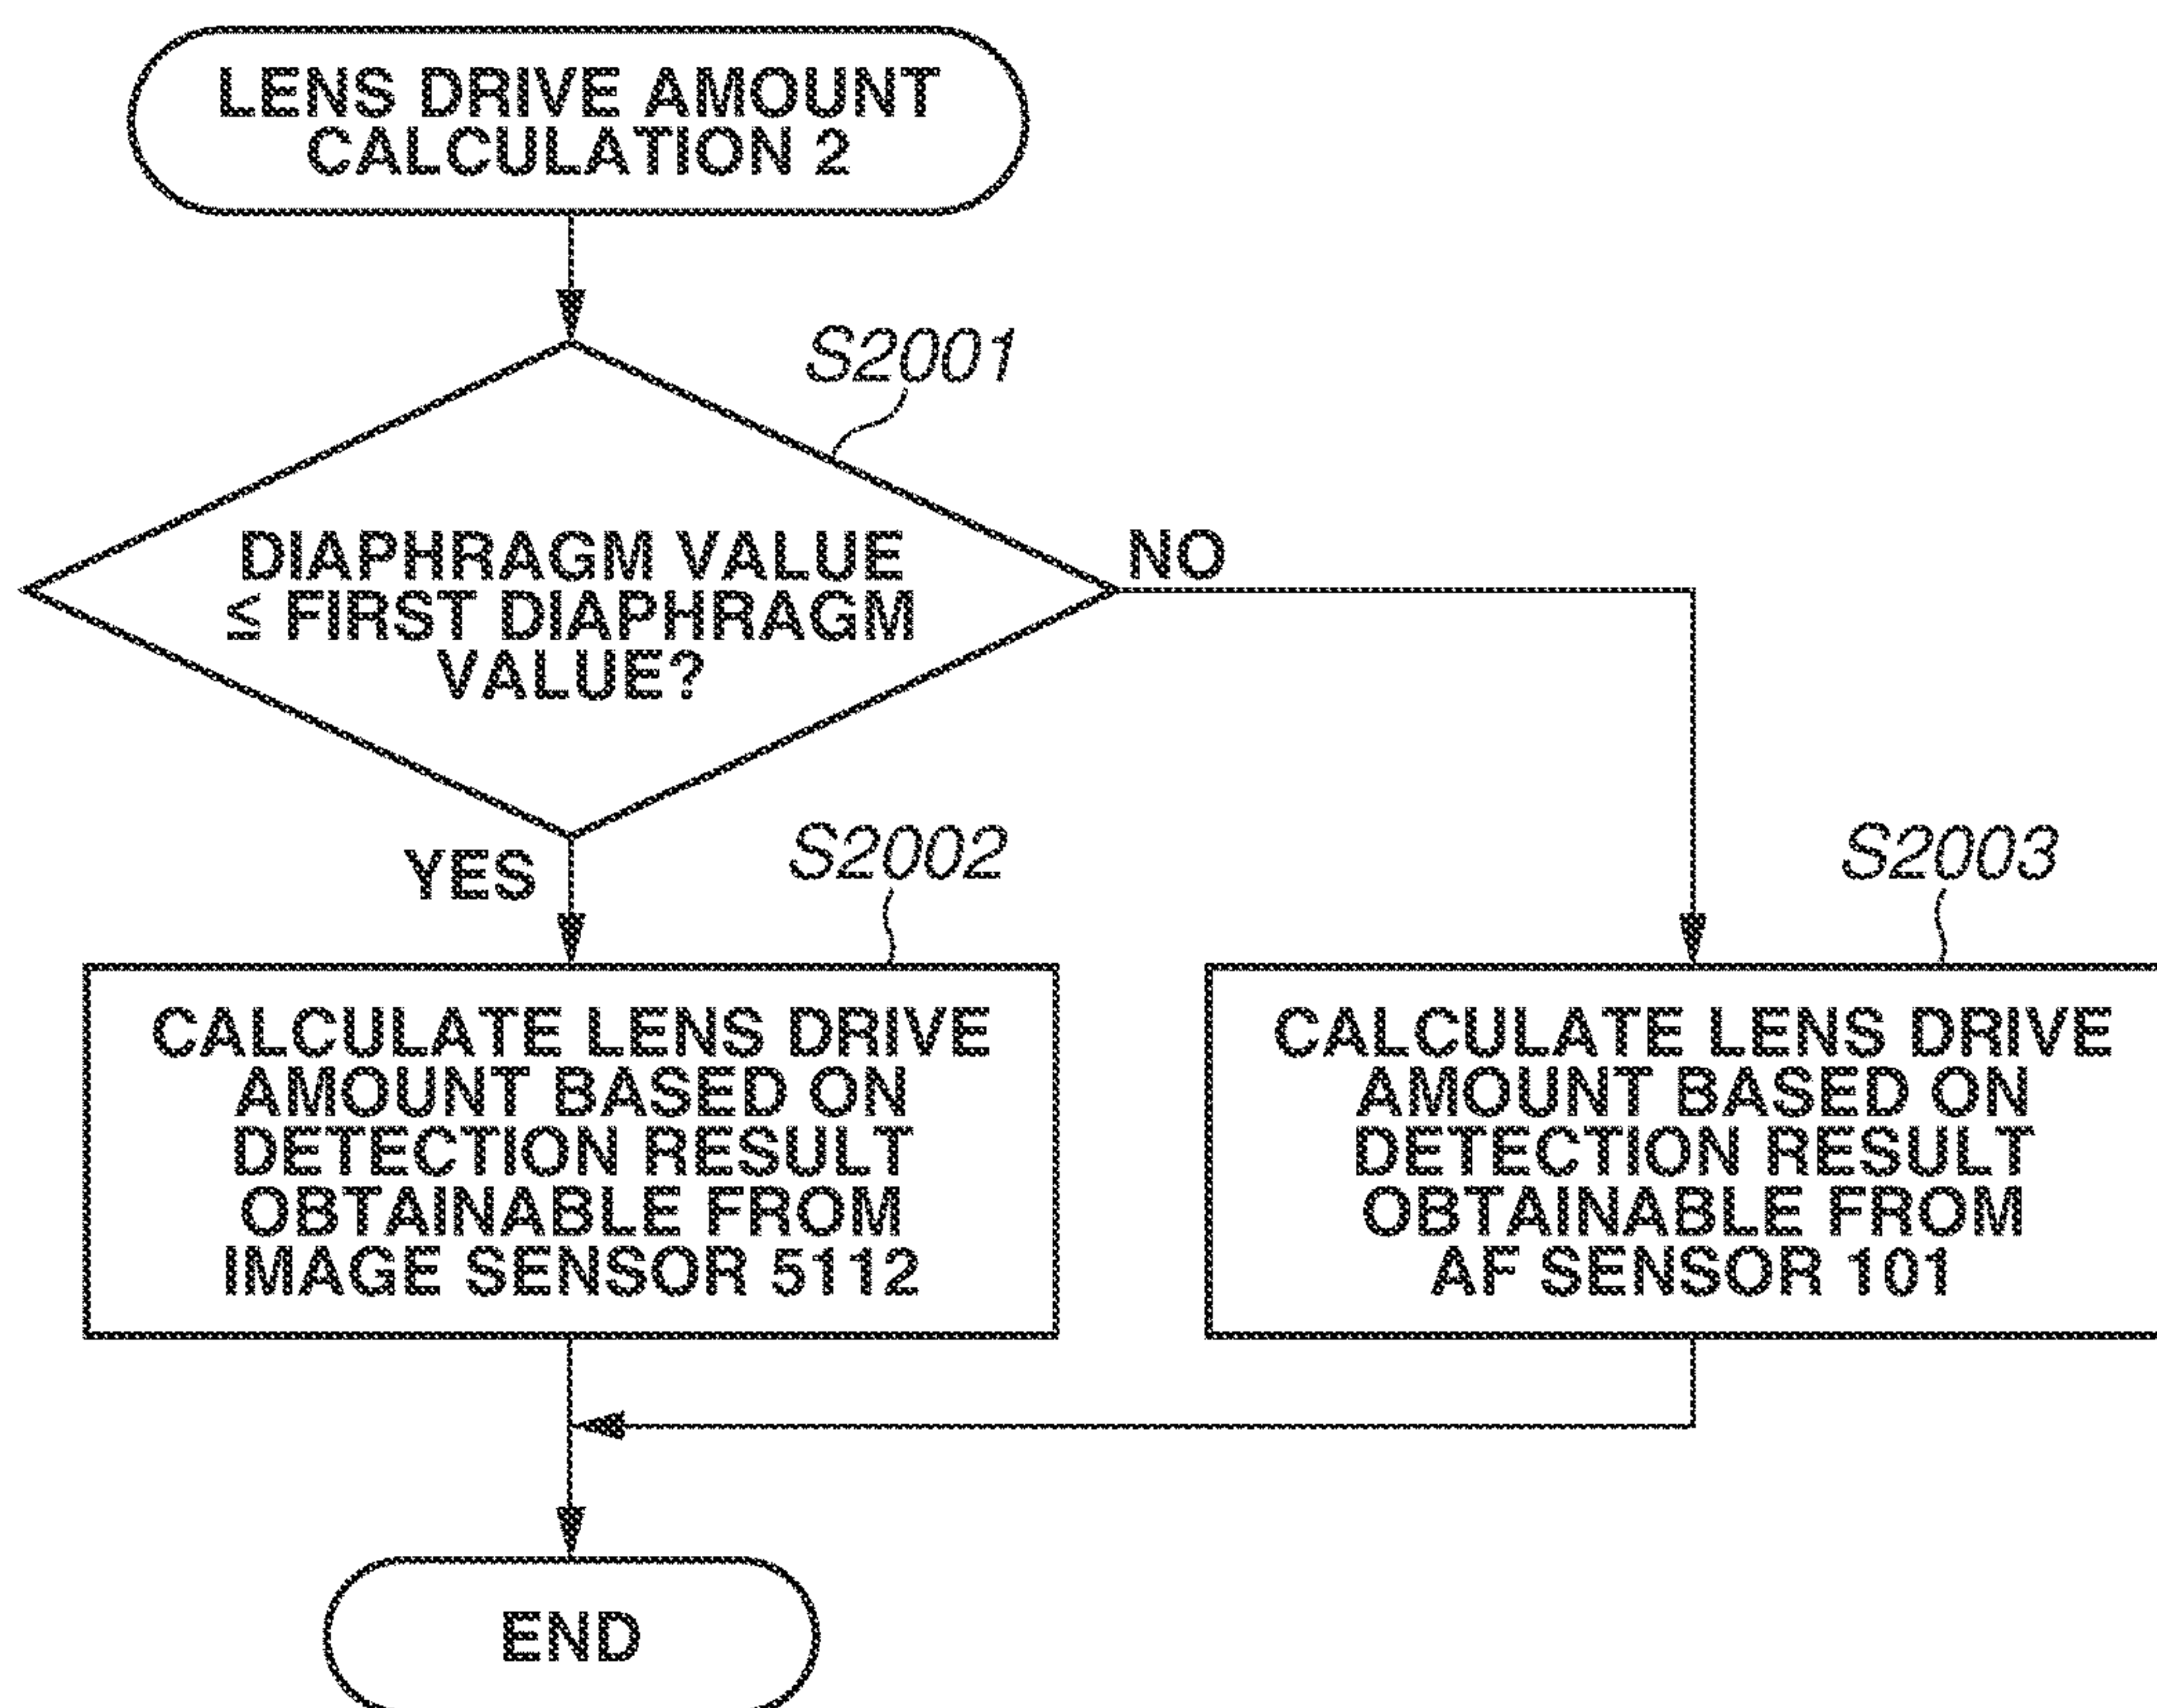 LENS DRIVE AMOUNT
CALCULATION 2
S2001
DIAPHRAGM VALUE
≤ FIRST DIAPHRAGM
VALUE?
NO
YES
S2002
CALCULATE LENS DRIVE
AMOUNT BASED ON
DETECTION RESULT
OBTAINABLE FROM
IMAGE SENSOR 5112
S2003
CALCULATE LENS DRIVE
AMOUNT BASED ON
DETECTION RESULT
OBTAINABLE FROM
AF SENSOR 101
END